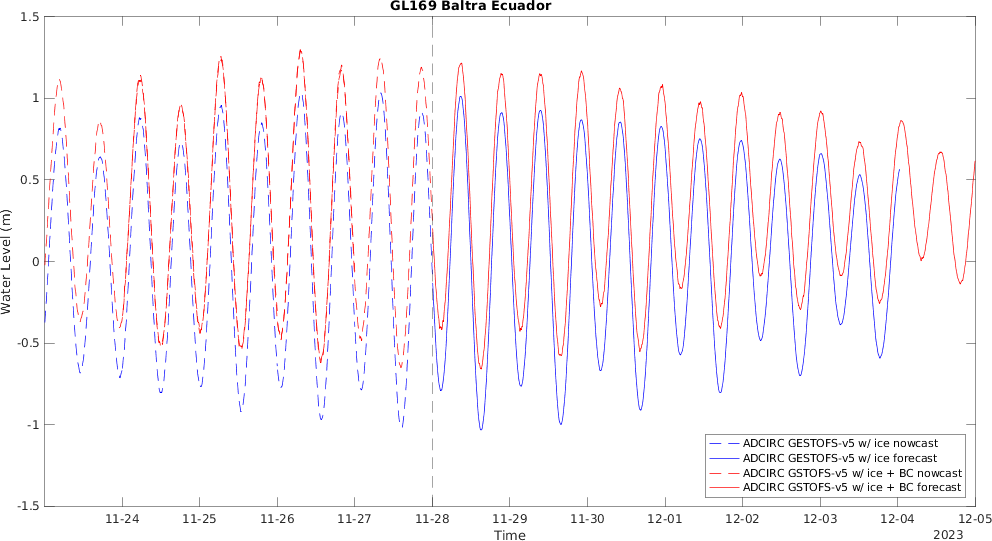 GL169 Baltra Ecuador
1.5
1
0.5
0
-0.5
-1
-1.5
Water Level (m)
11-24 11-25 11-26 11-27 11-28 11-29 11-30 12-01 12-02 12-03 12-04 12-05
Time
2023
ADCIRC GESTOFS-v5 w/ ice nowcast
ADCIRC GESTOFS-v5 w/ ice forecast
ADCIRC GSTOFS-v5 w/ ice + BC nowcast
ADCIRC GSTOFS-v5 w/ ice + BC forecast